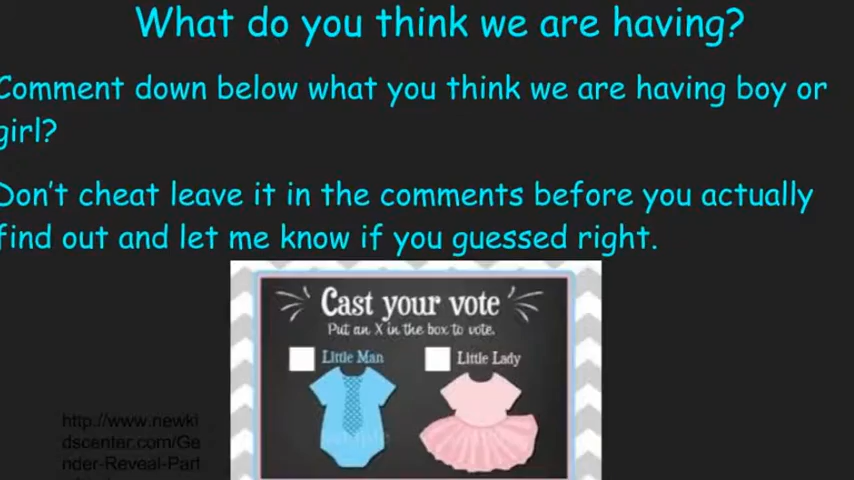 What do you think we are having?
Comment down below what you think we are having boy or
girl?
Don't cheat leave it in the comments before you actually
find out and let me know if you guessed right.
Cast your vote
Put an X in the box to vote.
Little Man
Little Lady
http://www.newki
dscenter.com/Ge
nder-Reveal-Part